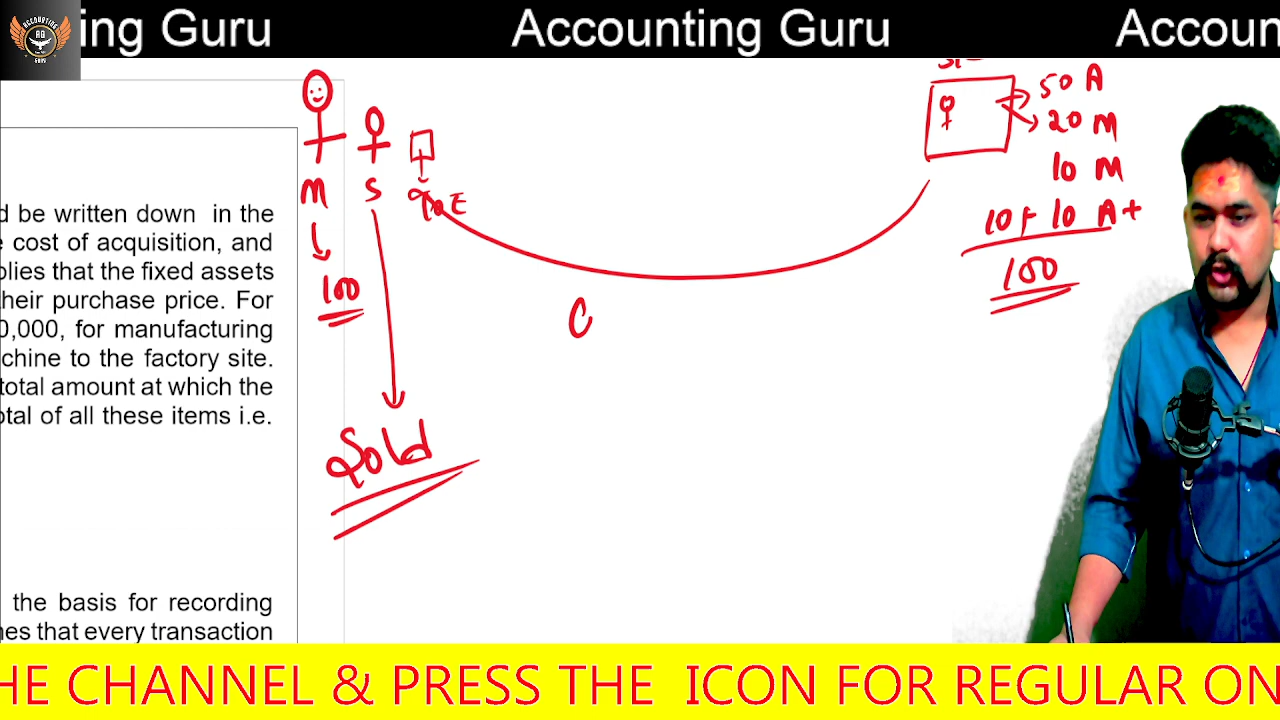 ing Guru
Accounting Guru
Accoun
ACCOUNTING
AG
GURU
d be written down in the
cost of acquisition, and
plies that the fixed assets
heir purchase price. For
0,000, for manufacturing
chine to the factory site.
total amount at which the
otal of all these items i.e.
the basis for recording
nes that every transaction
M
S
100
Sold
C
50 A
20 M
10 M
10 + 10 A+
100
HE CHANNEL & PRESS THE ICON FOR REGULAR ON